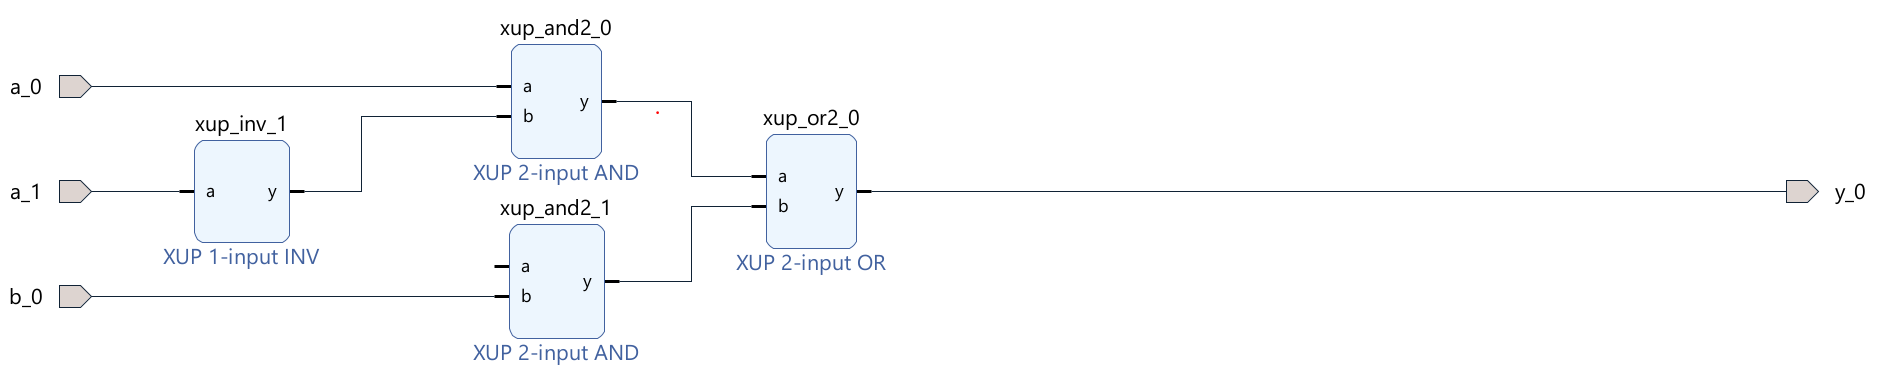 xup_and2_0
a_0
a
y
b
xup_inv_1
xup_or2_0
XUP 2-input AND
a_1
a y
a
y
b
y_0
xup_and2_1
XUP 1-input INV
XUP 2-input OR
a
y
b_0
b
XUP 2-input AND